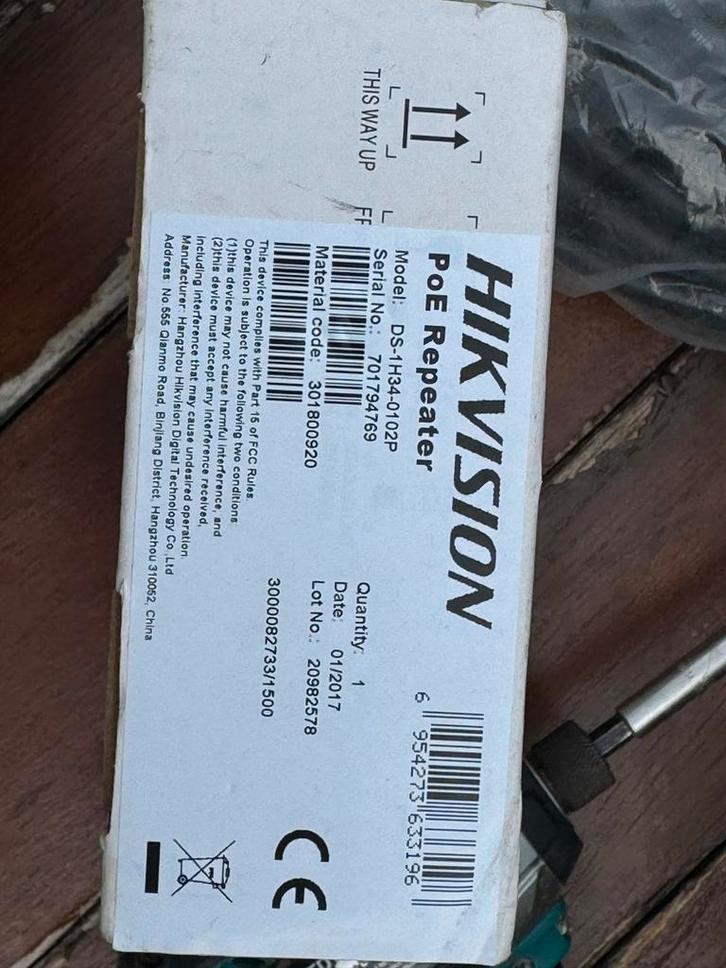 THIS WAY UP
HIKVISION
PoE Repeater
Model: DS-1H34-0102P
Serial No.: 701794769
Material code: 301800920
This device complies with Part 15 of FCC Rules.
Operation is subject to the following two conditions:
(1)this device may not cause harmful interference, and
(2)this device must accept any interference received,
including interference that may cause undesired operation.
Manufacturer: Hangzhou Hikvision Digital Technology Co.,Ltd
Address: No.555 Qianmo Road, Binjiang District, Hangzhou 310052, China
6 954273 633196
Quantity: 1
Date: 01/2017
Lot No.: 20982578
3000082733/1500
CE